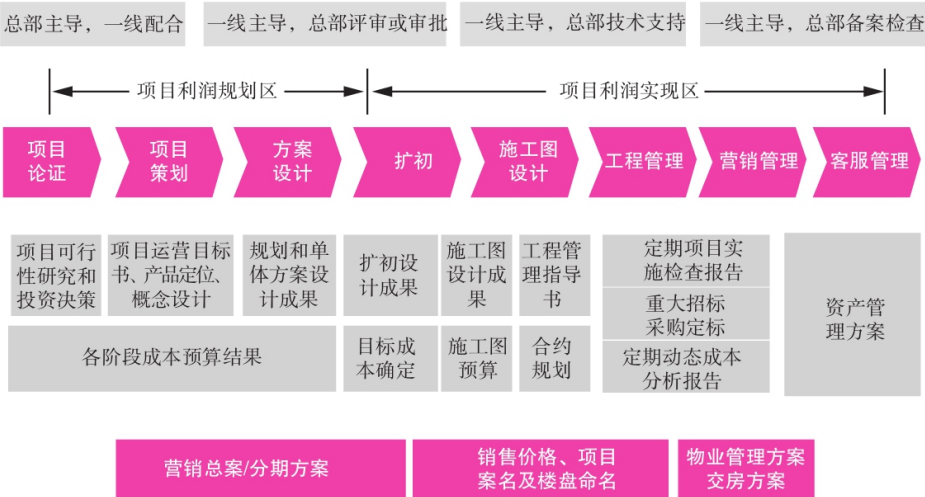 总部主导，一线配合
一线主导，总部评审或审批
一线主导，总部技术支持
一线主导，总部备案检查
项目利润规划区
项目利润实现区
项目
论证
项目
策划
方案
设计
扩初
施工图
设计
工程管理
营销管理
客服管理
项目可行
性研究和
投资决策
项目运营目标
书、产品定位、
概念设计
规划和单
体方案设
计成果
扩初设
计成果
施工图
设计成
果
工程管
理指导
书
定期项目实
施检查报告
重大招标
采购定标
定期动态成本
分析报告
资产管
理方案
各阶段成本预算结果
目标成
本确定
施工图
预算
合约
规划
营销总案/分期方案
销售价格、项目
案名及楼盘命名
物业管理方案
交房方案